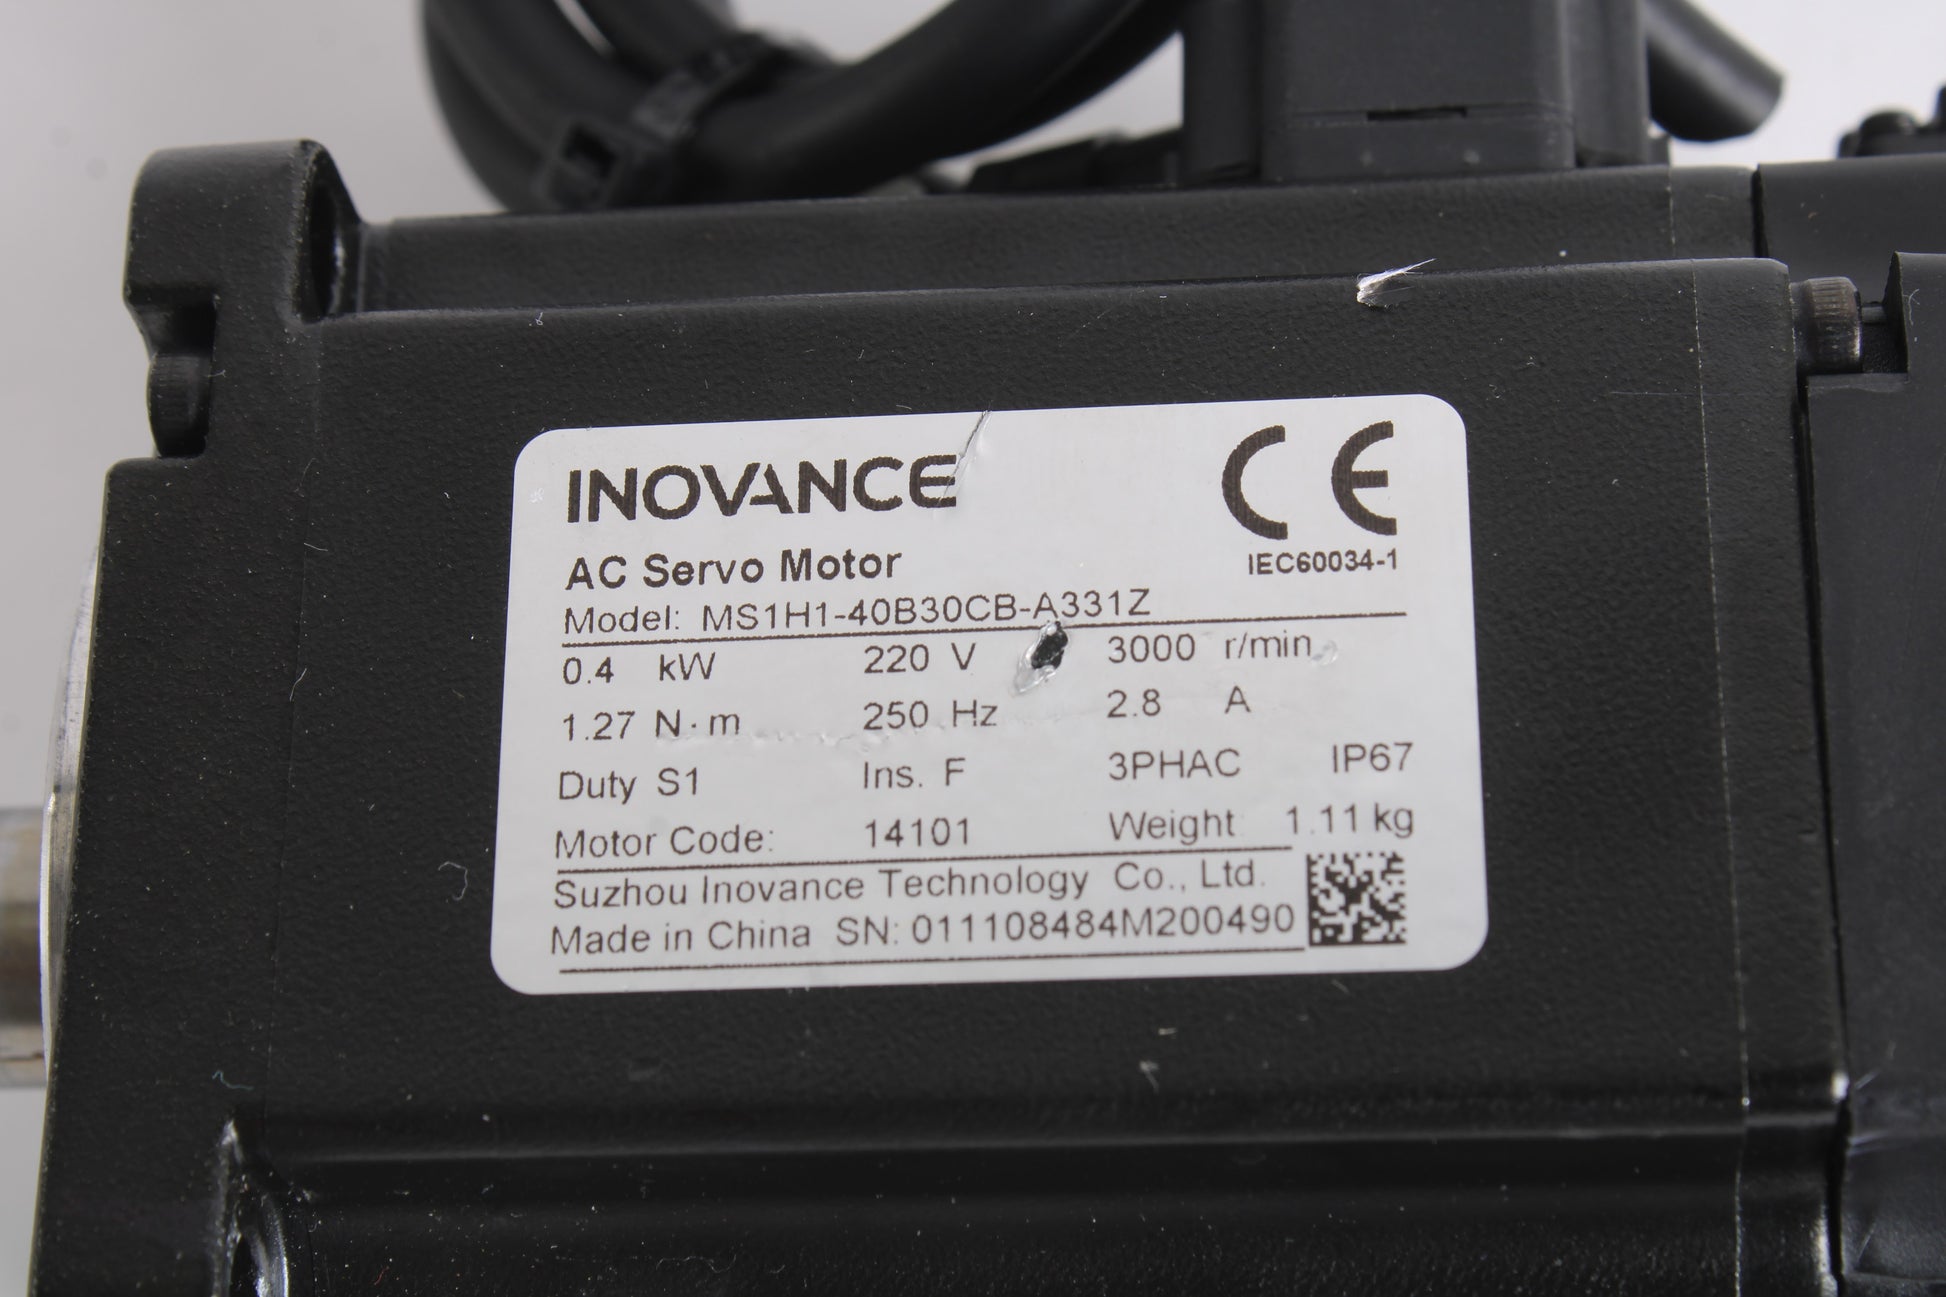 INOVANCE CE
AC Servo Motor IEC60034-1
Model: MS1H1-40B30CB-A331Z
0.4 kW 220 V 3000 r/min
1.27 N·m 250 Hz 2.8 A
Duty S1 Ins. F 3PHAC IP67
Motor Code: 14101 Weight: 1.11 kg
Suzhou Inovance Technology Co., Ltd.
Made in China SN: 011108484M200490